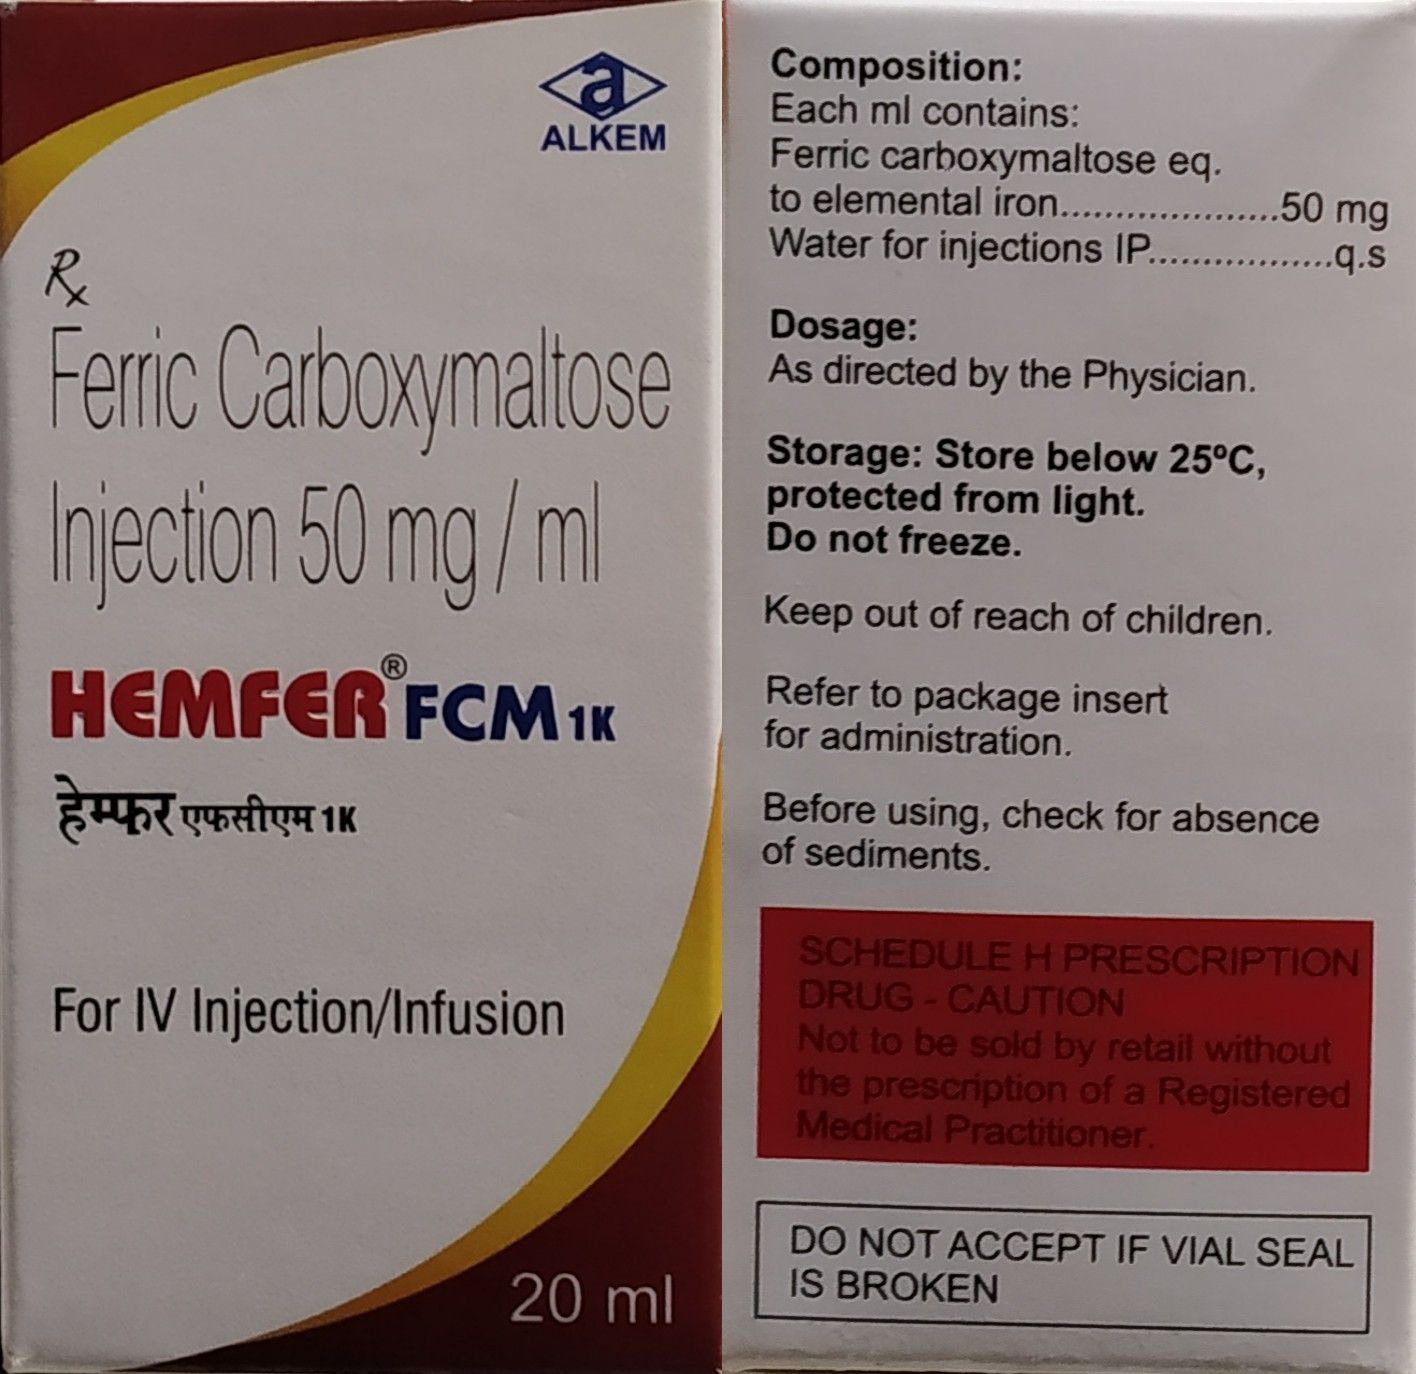 a
ALKEM
Rx
Ferric Carboxymaltose
Injection 50 mg / ml
HEMFER® FCM 1K
हेम्फर एफसीएम 1K
For IV Injection/Infusion
20 ml
Composition:
Each ml contains:
Ferric carboxymaltose eq.
to elemental iron....................50 mg
Water for injections IP.................q.s
Dosage:
As directed by the Physician.
Storage: Store below 25ºC,
protected from light.
Do not freeze.
Keep out of reach of children.
Refer to package insert
for administration.
Before using, check for absence
of sediments.
SCHEDULE H PRESCRIPTION
DRUG - CAUTION
Not to be sold by retail without
the prescription of a Registered
Medical Practitioner.
DO NOT ACCEPT IF VIAL SEAL
IS BROKEN